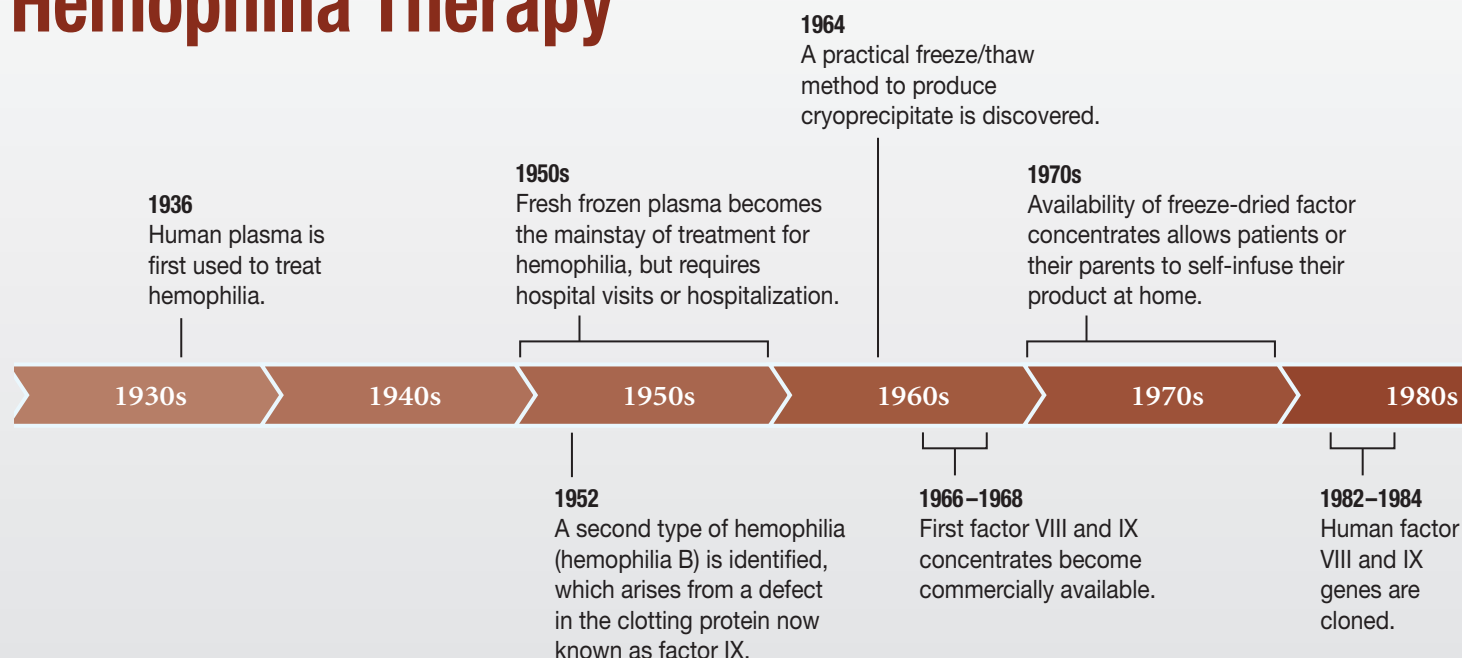 Hemophilia Therapy
1964
A practical freeze/thaw
method to produce
cryoprecipitate is discovered.
1936
Human plasma is
first used to treat
hemophilia.
1950s
Fresh frozen plasma becomes
the mainstay of treatment for
hemophilia, but requires
hospital visits or hospitalization.
1970s
Availability of freeze-dried factor
concentrates allows patients or
their parents to self-infuse their
product at home.
1930s
1940s
1950s
1960s
1970s
1980s
1952
A second type of hemophilia
(hemophilia B) is identified,
which arises from a defect
in the clotting protein now
known as factor IX.
1966–1968
First factor VIII and IX
concentrates become
commercially available.
1982–1984
Human factor
VIII and IX
genes are
cloned.